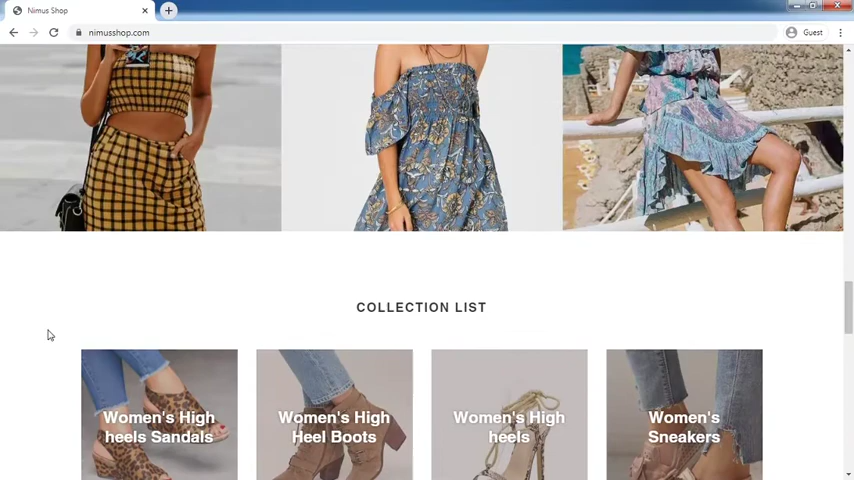 Nimus Shop
nimusshop.com
Guest
COLLECTION LIST
Women's High
heels Sandals
Women's High
Heel Boots
Women's High
heels
Women's
Sneakers